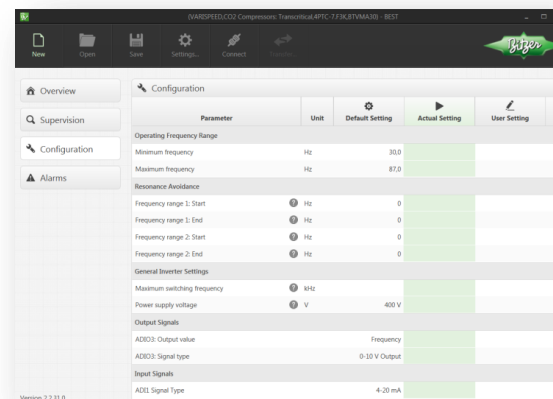 (VARISPEED,CO2 Compressors: Transcritical,4PTC-7.F3K,BTVMA30) - BEST
New Open Save Settings... Connect
Bitzer
Overview
Supervision
Configuration
Alarms
Configuration
Parameter Unit Default Setting Actual Setting User Setting
Operating Frequency Range
Minimum frequency Hz 30,0
Maximum frequency Hz 87,0
Resonance Avoidance
Frequency range 1: Start ? Hz 0
Frequency range 1: End ? Hz 0
Frequency range 2: Start ? Hz 0
Frequency range 2: End ? Hz 0
General Inverter Settings
Maximum switching frequency ? kHz
Power supply voltage ? V 400 V
Output Signals
ADIO3: Output value Frequency
ADIO3: Signal type 0-10 V Output
Input Signals
ADI1 Signal Type 4-20 mA
Version 2.2.31.0